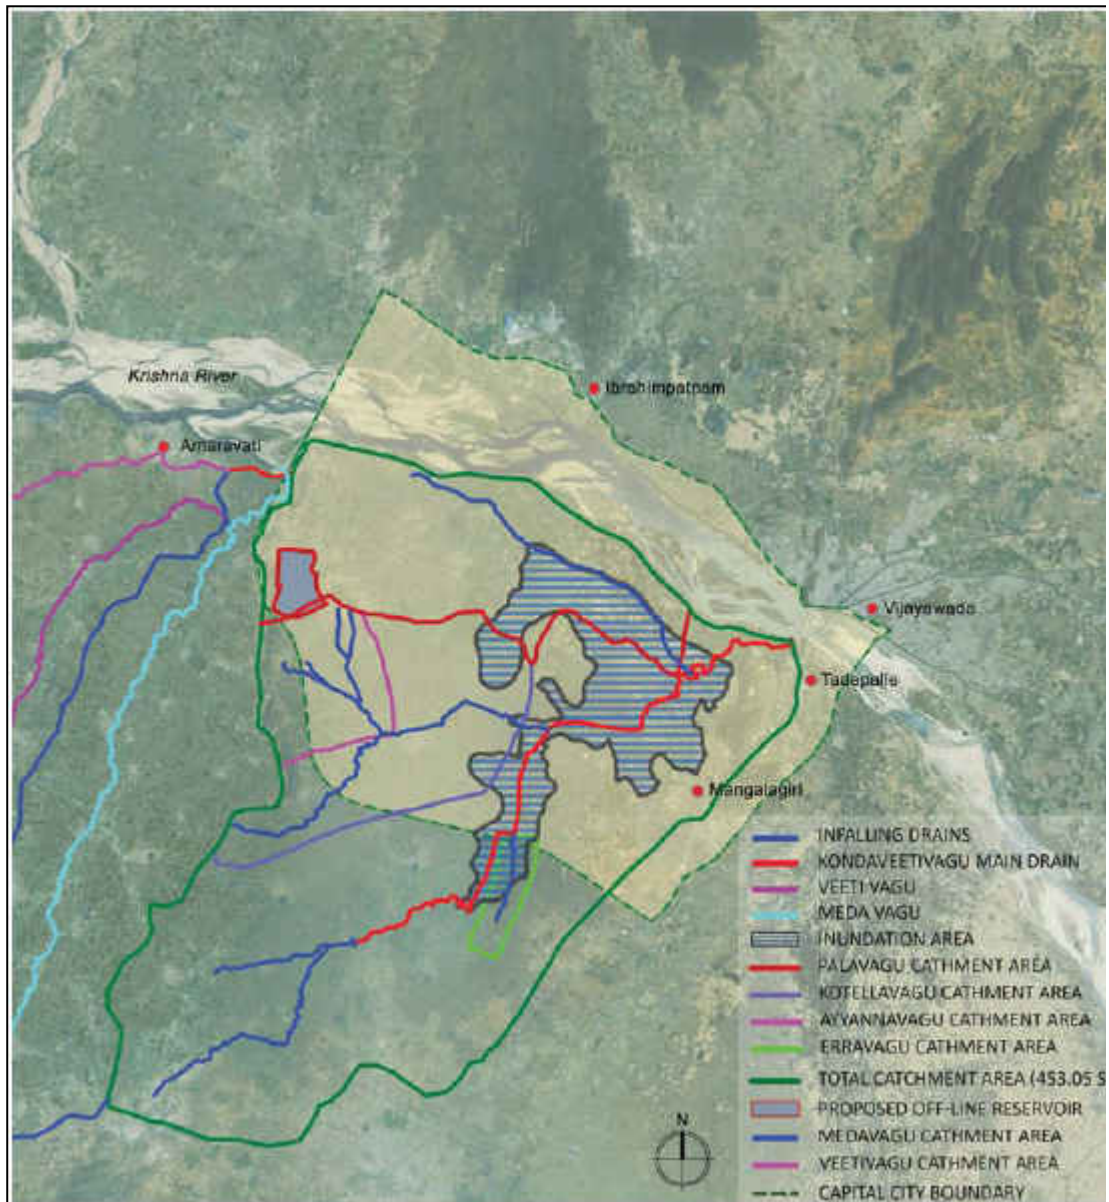 Krishna River
Ibrahimpatnam
Amaravati
Vijayawada
Tadepalle
Mangalagiri
INFALLING DRAINS
KONDAVEETIVAGU MAIN DRAIN
VEETI VAGU
MEDA VAGU
INUNDATION AREA
PALAVAGU CATHMENT AREA
KOTELLAVAGU CATHMENT AREA
AYYANNAVAGU CATHMENT AREA
ERRAVAGU CATHMENT AREA
TOTAL CATCHMENT AREA (453.05 S
PROPOSED OFF-LINE RESERVOIR
MEDAVAGU CATHMENT AREA
VEETIVAGU CATHMENT AREA
CAPITAL CITY BOUNDARY
N